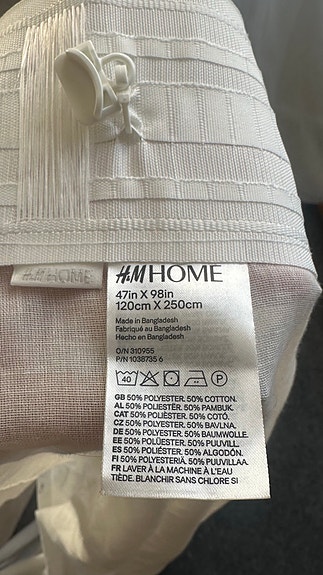 H&M HOME
H&M HOME
47in X 98in
120cm X 250cm
Made in Bangladesh
Fabriqué au Bangladesh
Hecho en Bangladesh
O/N 310955
P/N 1038735 6
40 P
GB 50% POLYESTER. 50% COTTON.
AL 50% POLIESTËR. 50% PAMBUK.
CAT 50% POLIÈSTER. 50% COTÓ.
CZ 50% POLYESTER. 50% BAVLNA.
DE 50% POLYESTER. 50% BAUMWOLLE.
EE 50% POLÜESTER. 50% PUUVILL.
ES 50% POLIÉSTER. 50% ALGODÓN.
FI 50% POLYESTERIÄ. 50% PUUVILLAA.
FR LAVER À LA MACHINE À L'EAU
TIÈDE. BLANCHIR SANS CHLORE SI